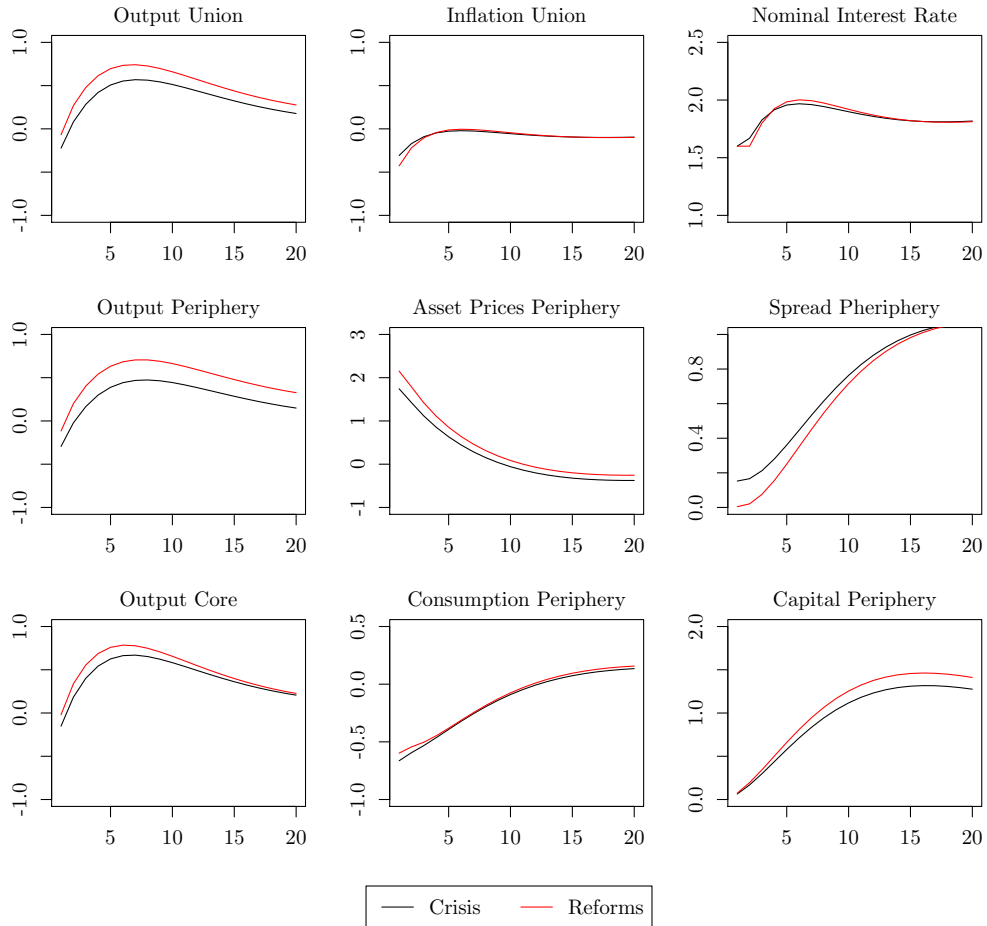 Output Union
1.0
0.0
-1.0
5 10 15 20
Inflation Union
1.0
0.0
-1.0
5 10 15 20
Nominal Interest Rate
2.5
2.0
1.5
1.0
5 10 15 20
Output Periphery
1.0
0.0
-1.0
5 10 15 20
Asset Prices Periphery
3
2
1
0
-1
5 10 15 20
Spread Pheriphery
0.8
0.4
0.0
5 10 15 20
Output Core
1.0
0.0
-1.0
5 10 15 20
Consumption Periphery
0.5
0.0
-0.5
-1.0
5 10 15 20
Capital Periphery
2.0
1.0
0.0
5 10 15 20
Crisis Reforms